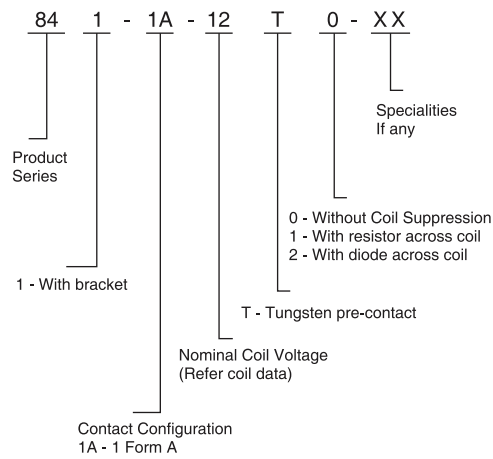 84 1 - 1A - 12 T 0 - XX
Specialities
If any
Product
Series
0 - Without Coil Suppression
1 - With resistor across coil
2 - With diode across coil
1 - With bracket
T - Tungsten pre-contact
Nominal Coil Voltage
(Refer coil data)
Contact Configuration
1A - 1 Form A